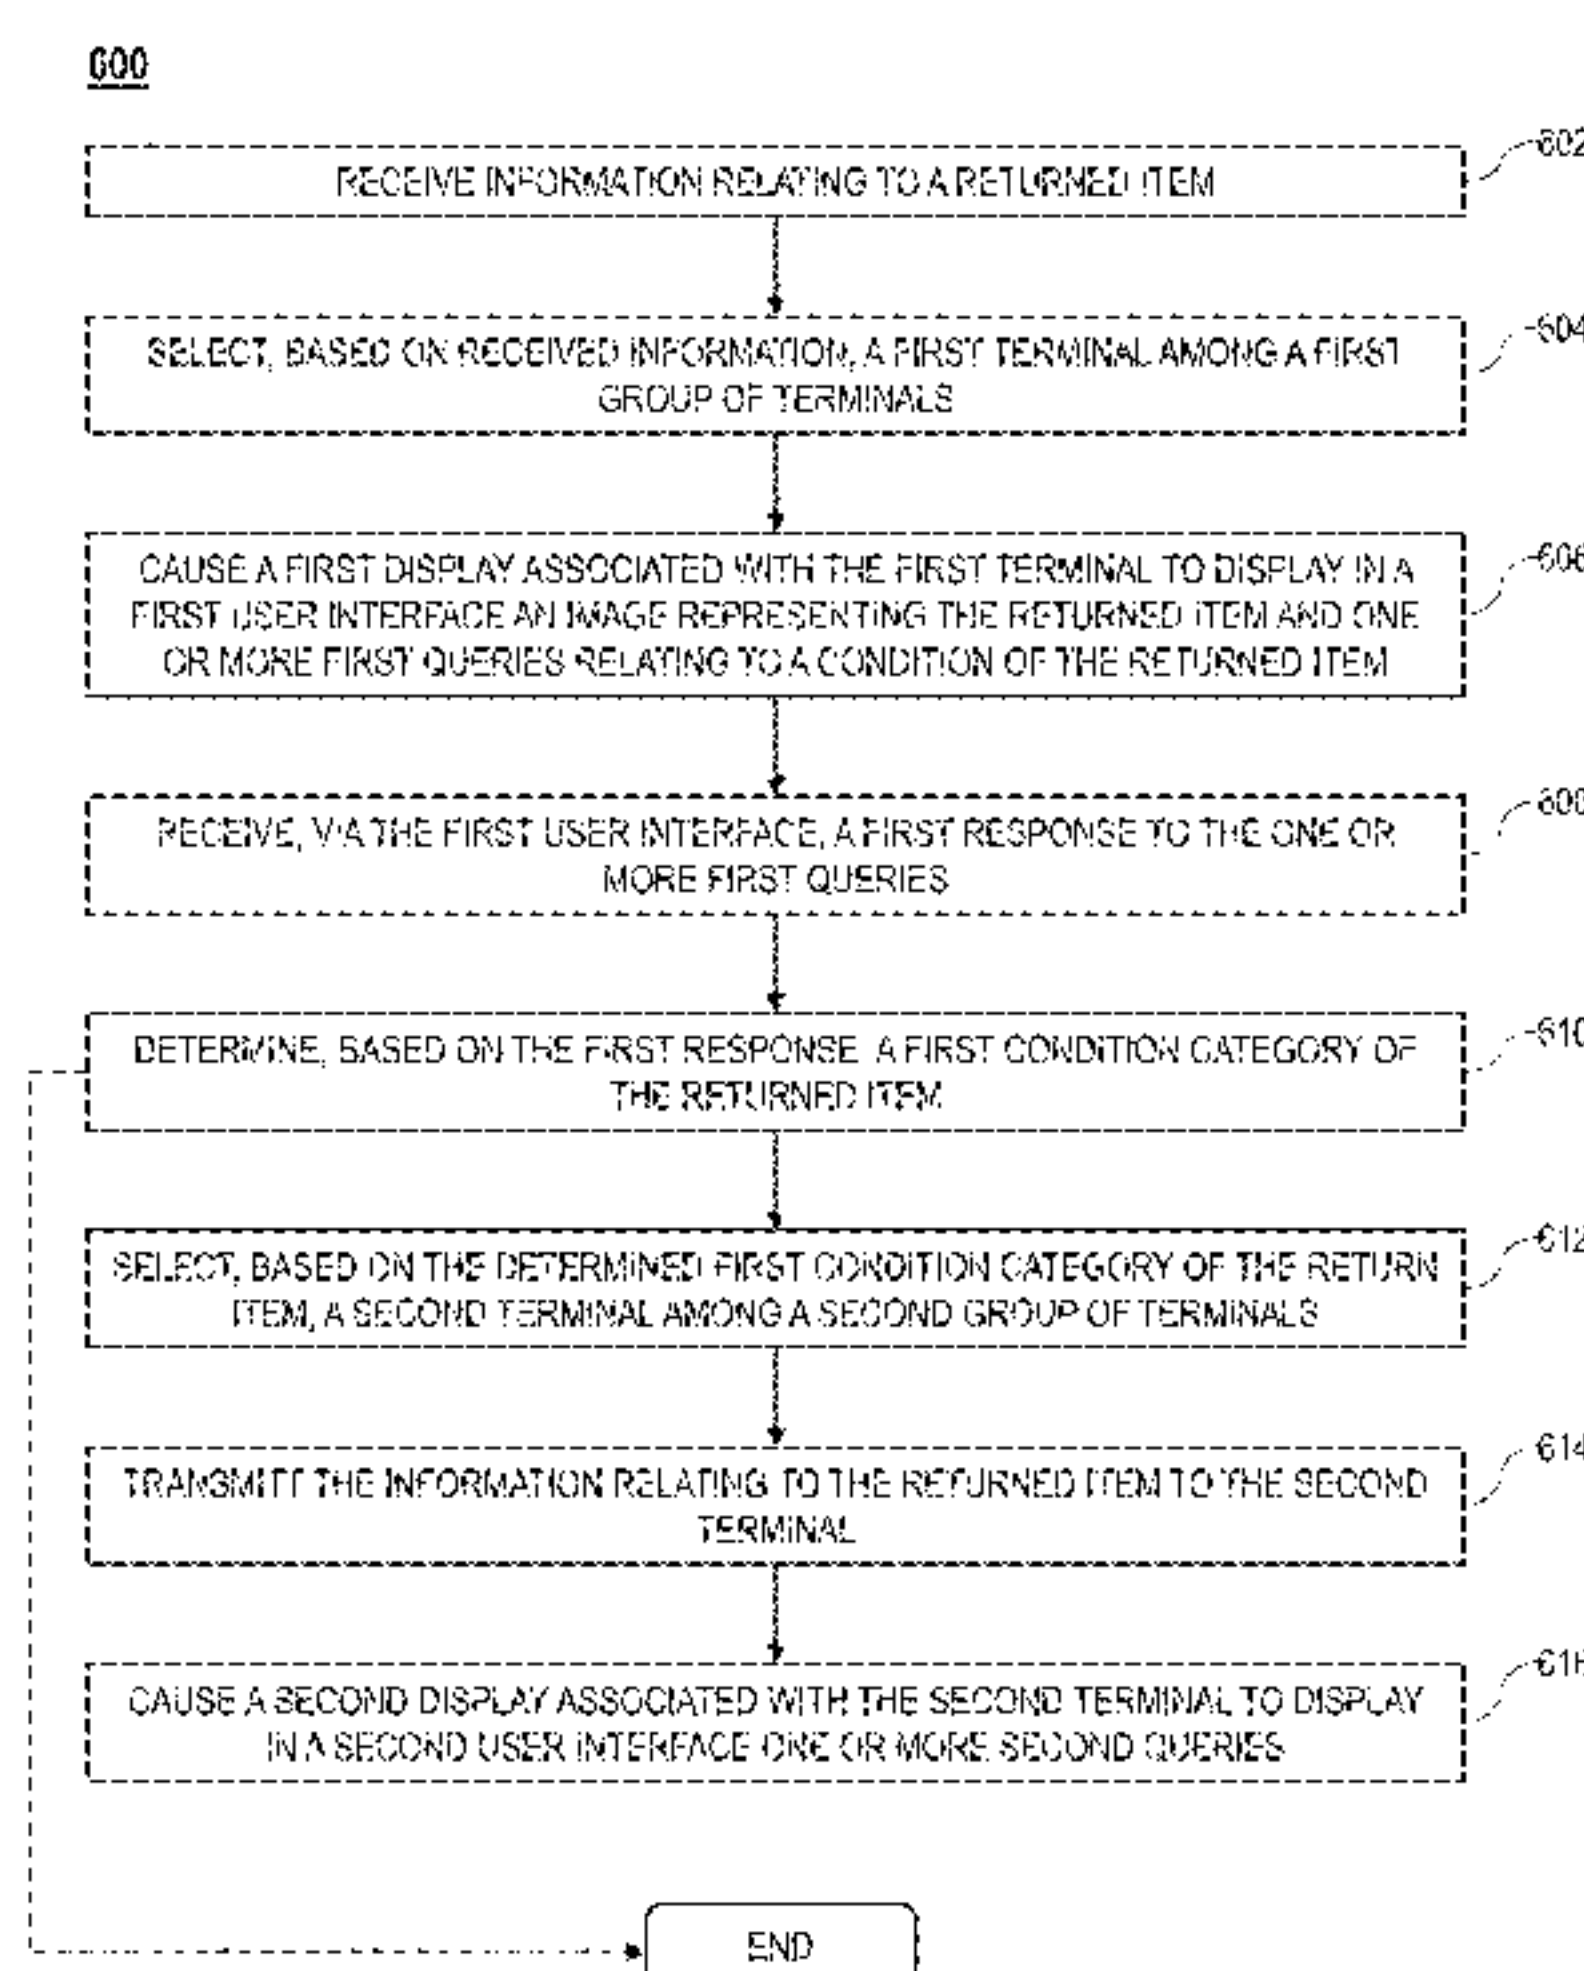 600
RECEIVE INFORMATION RELATING TO A RETURNED ITEM
602
SELECT, BASED ON RECEIVED INFORMATION, A FIRST TERMINAL AMONG A FIRST
GROUP OF TERMINALS
604
CAUSE A FIRST DISPLAY ASSOCIATED WITH THE FIRST TERMINAL TO DISPLAY IN A
FIRST USER INTERFACE AN IMAGE REPRESENTING THE RETURNED ITEM AND ONE
OR MORE FIRST QUERIES RELATING TO A CONDITION OF THE RETURNED ITEM
606
RECEIVE, VIA THE FIRST USER INTERFACE, A FIRST RESPONSE TO THE ONE OR
MORE FIRST QUERIES
608
DETERMINE, BASED ON THE FIRST RESPONSE A FIRST CONDITION CATEGORY OF
THE RETURNED ITEM
610
SELECT, BASED ON THE DETERMINED FIRST CONDITION CATEGORY OF THE RETURN
ITEM, A SECOND TERMINAL AMONG A SECOND GROUP OF TERMINALS
612
TRANSMITT THE INFORMATION RELATING TO THE RETURNED ITEM TO THE SECOND
TERMINAL
614
CAUSE A SECOND DISPLAY ASSOCIATED WITH THE SECOND TERMINAL TO DISPLAY
IN A SECOND USER INTERFACE ONE OR MORE SECOND QUERIES
616
END